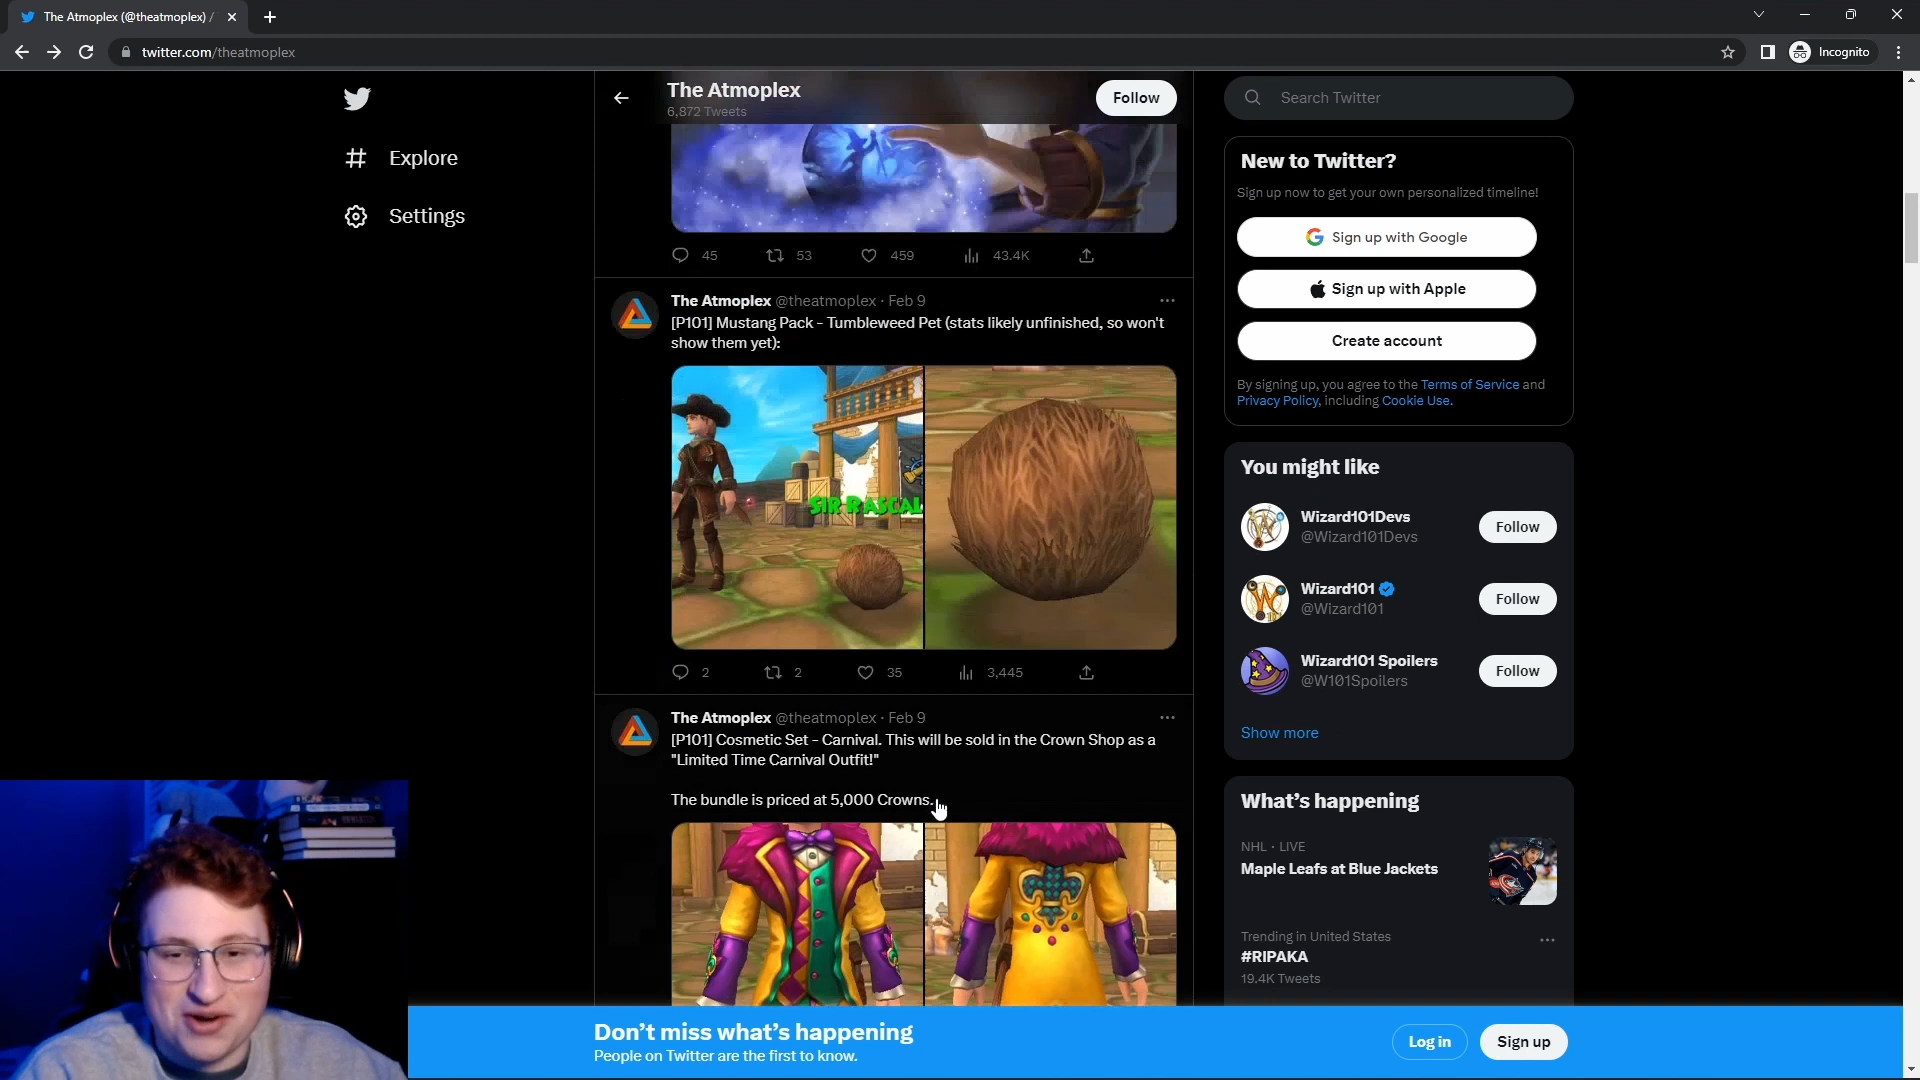 The Atmoplex (@theatmoplex) /
twitter.com/theatmoplex
Incognito
Explore
Settings
The Atmoplex
6,872 Tweets
Follow
45 53 459 43.4K
The Atmoplex @theatmoplex · Feb 9
[P101] Mustang Pack - Tumbleweed Pet (stats likely unfinished, so won't
show them yet):
SIR RASCAL
2 2 35 3,445
The Atmoplex @theatmoplex · Feb 9
[P101] Cosmetic Set - Carnival. This will be sold in the Crown Shop as a
"Limited Time Carnival Outfit!"
The bundle is priced at 5,000 Crowns.
Search Twitter
New to Twitter?
Sign up now to get your own personalized timeline!
Sign up with Google
Sign up with Apple
Create account
By signing up, you agree to the Terms of Service and
Privacy Policy, including Cookie Use.
You might like
Wizard101Devs
@Wizard101Devs
Follow
Wizard101
@Wizard101
Follow
Wizard101 Spoilers
@W101Spoilers
Follow
Show more
What's happening
NHL · LIVE
Maple Leafs at Blue Jackets
Trending in United States
#RIPAKA
19.4K Tweets
Don't miss what's happening
People on Twitter are the first to know.
Log in
Sign up